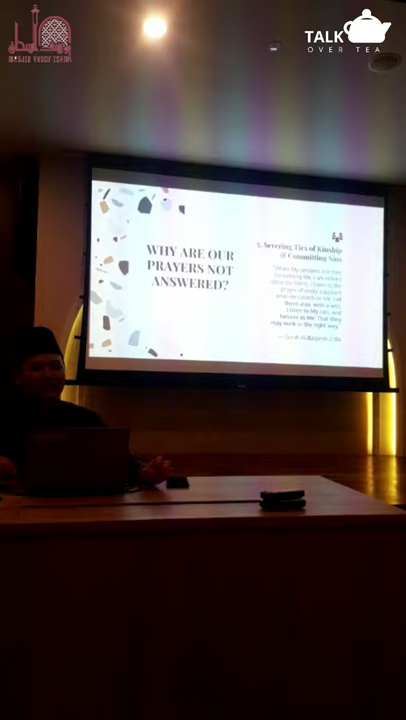 MASJID YUSOF ISHAK
TALK
OVER TEA
WHY ARE OUR
PRAYERS NOT
ANSWERED?
5. Severing Ties of Kinship
& Committing Sins
"When My servants ask thee
concerning Me, I am indeed
close (to them). I listen to the
prayer of every suppliant
when he calleth on Me. Let
them also, with a will,
Listen to My call, and
believe in Me. That they
may walk in the right way."
— Surah Al-Baqarah 2:186